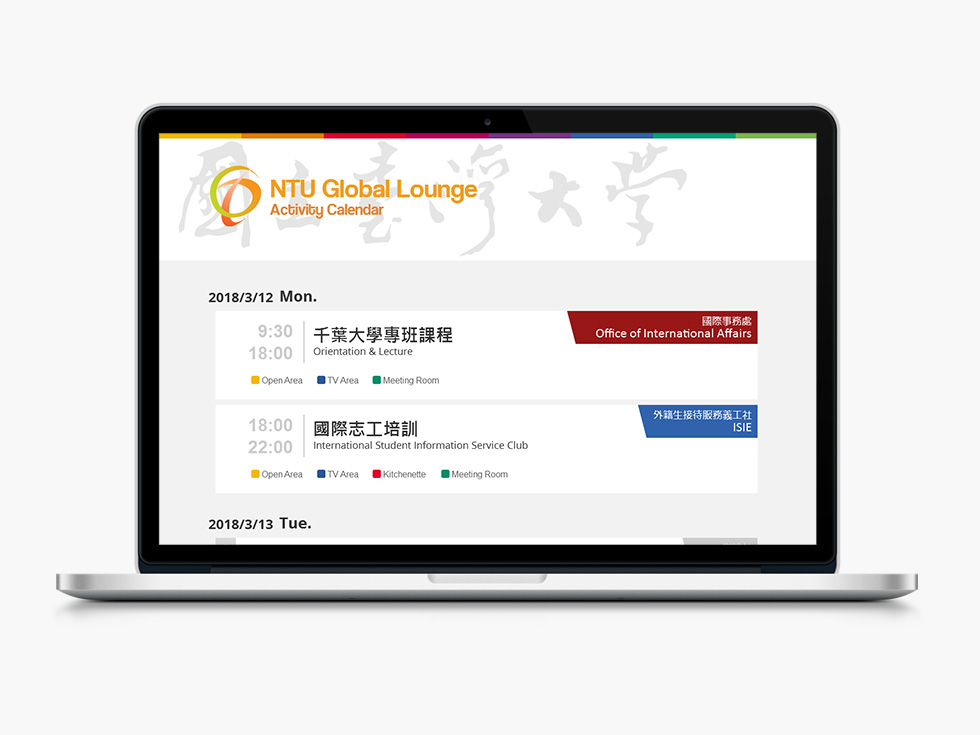 國立臺灣大學
NTU Global Lounge
Activity Calendar
2018/3/12 Mon.
9:30
18:00
千葉大學專班課程
Orientation & Lecture
國際事務處
Office of International Affairs
Open Area TV Area Meeting Room
18:00
22:00
國際志工培訓
International Student Information Service Club
外籍生接待服務義工社
ISIE
Open Area TV Area Kitchenette Meeting Room
2018/3/13 Tue.